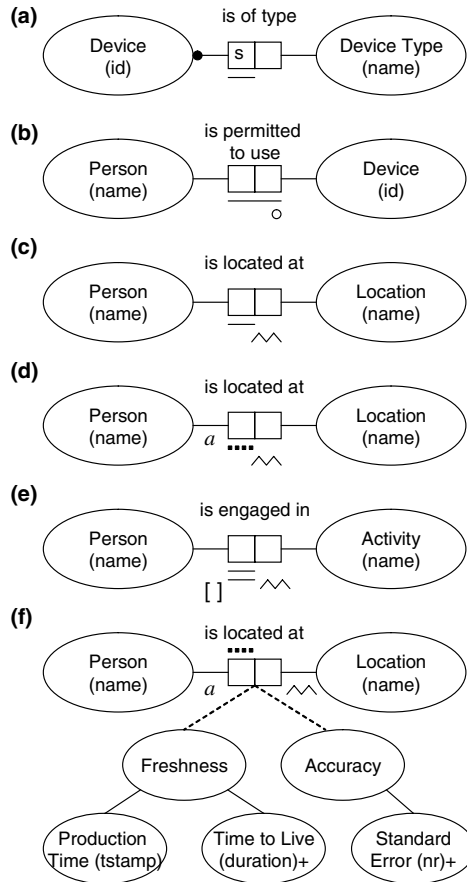 (a)
is of type
Device
(id)
s
Device Type
(name)
(b)
is permitted
to use
Person
(name)
Device
(id)
(c)
is located at
Person
(name)
Location
(name)
(d)
is located at
Person
(name)
a
Location
(name)
(e)
is engaged in
Person
(name)
[ ]
Activity
(name)
(f)
is located at
Person
(name)
a
Location
(name)
Freshness
Accuracy
Production
Time (tstamp)
Time to Live
(duration)+
Standard
Error (nr)+